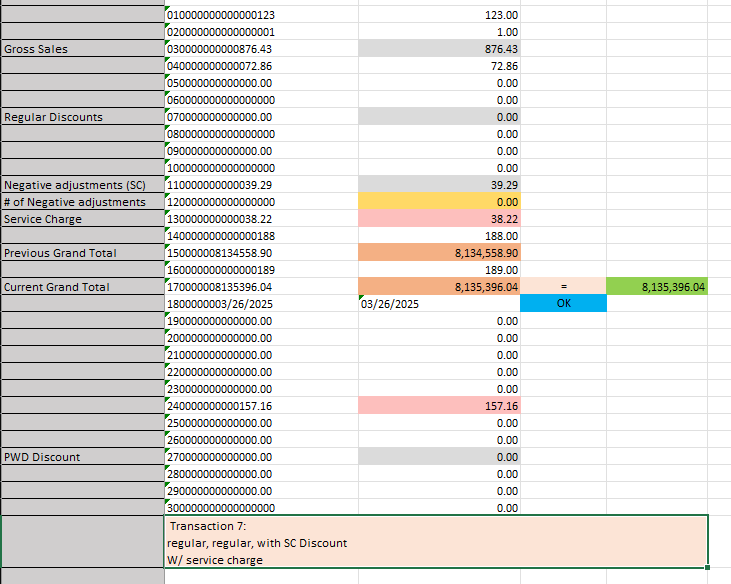 010000000000000123 123.00
020000000000000001 1.00
Gross Sales 030000000000876.43 876.43
040000000000072.86 72.86
050000000000000.00 0.00
060000000000000000 0.00
Regular Discounts 070000000000000.00 0.00
080000000000000000 0.00
090000000000000.00 0.00
100000000000000000 0.00
Negative adjustments (SC) 110000000000039.29 39.29
# of Negative adjustments 120000000000000000 0.00
Service Charge 130000000000038.22 38.22
140000000000000188 188.00
Previous Grand Total 150000008134558.90 8,134,558.90
160000000000000189 189.00
Current Grand Total 170000008135396.04 8,135,396.04 = 8,135,396.04
1800000003/26/2025 03/26/2025 OK
190000000000000.00 0.00
200000000000000.00 0.00
210000000000000.00 0.00
220000000000000.00 0.00
230000000000000.00 0.00
240000000000157.16 157.16
250000000000000.00 0.00
260000000000000.00 0.00
PWD Discount 270000000000000.00 0.00
280000000000000.00 0.00
290000000000000.00 0.00
300000000000000000 0.00
Transaction 7:
regular, regular, with SC Discount
W/ service charge